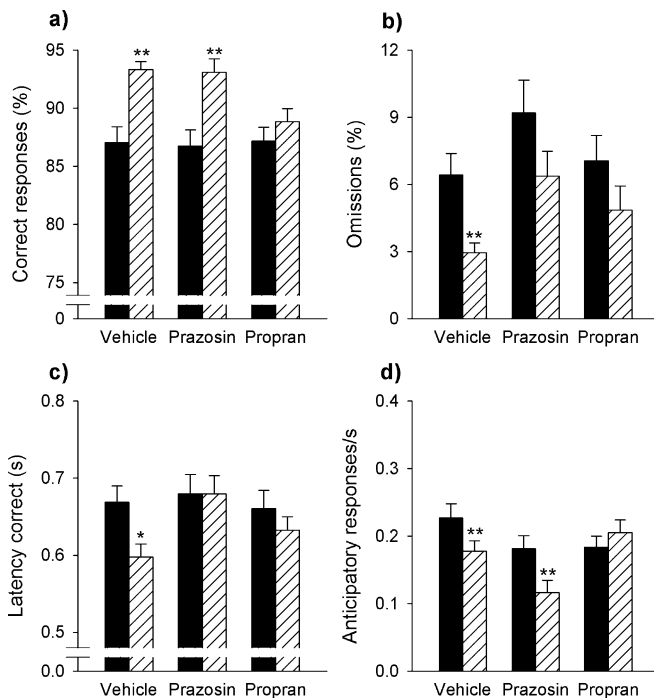 a)
Correct responses (%)
95
90
85
80
75
0
**
**
Vehicle Prazosin Propran
b)
Omissions (%)
12
9
6
3
0
**
Vehicle Prazosin Propran
c)
Latency correct (s)
0.8
0.7
0.6
0.5
0.0
*
Vehicle Prazosin Propran
d)
Anticipatory responses/s
0.4
0.3
0.2
0.1
0.0
**
**
Vehicle Prazosin Propran